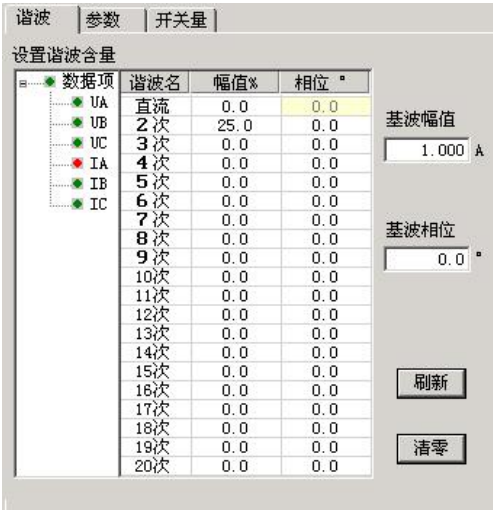 谐波 参数 开关量
设置谐波含量
数据项 谐波名 幅值% 相位 °
UA 直流 0.0 0.0
UB 2次 25.0 0.0 基波幅值
UC 3次 0.0 0.0 1.000 A
IA 4次 0.0 0.0
IB 5次 0.0 0.0
IC 6次 0.0 0.0
7次 0.0 0.0 基波相位
8次 0.0 0.0
9次 0.0 0.0 0.0 °
10次 0.0 0.0
11次 0.0 0.0
12次 0.0 0.0
13次 0.0 0.0
14次 0.0 0.0
15次 0.0 0.0 刷新
16次 0.0 0.0
17次 0.0 0.0
18次 0.0 0.0
19次 0.0 0.0 清零
20次 0.0 0.0